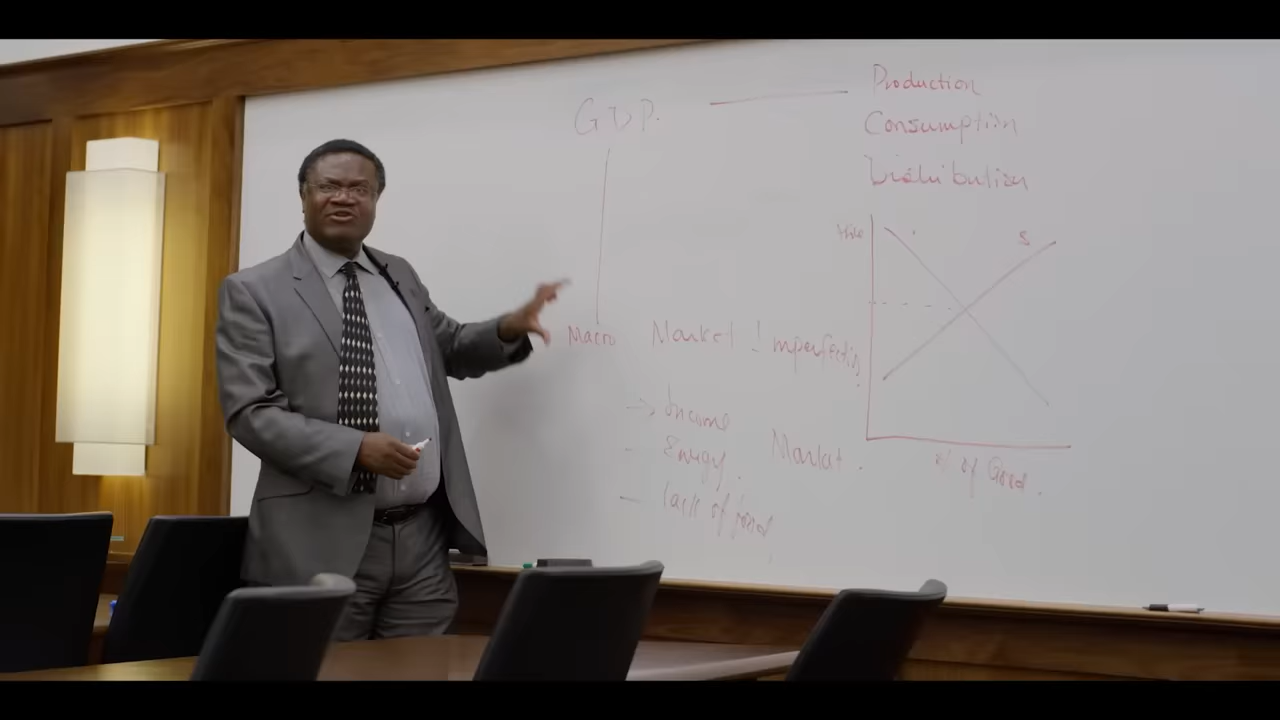 GDP.
Production
Consumption
Distribution
S
Macro
Market Imperfection
Income
Energy.
Market.
lack of
of Good.